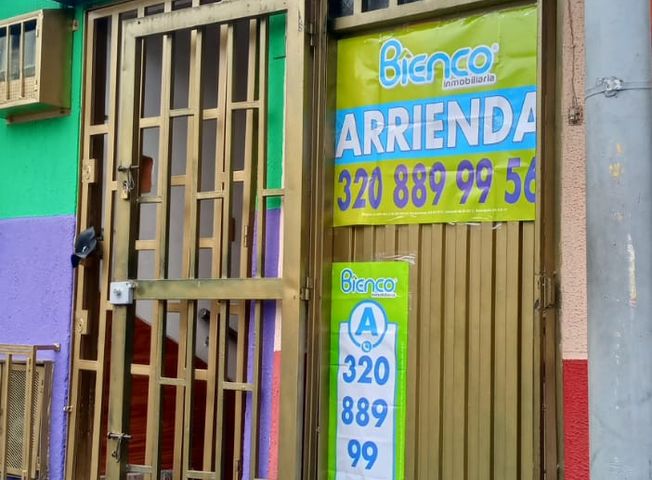 Bienco
inmobiliaria
ARRIENDA
320 889 99 56
Bienco
inmobiliaria
A
320
889
99